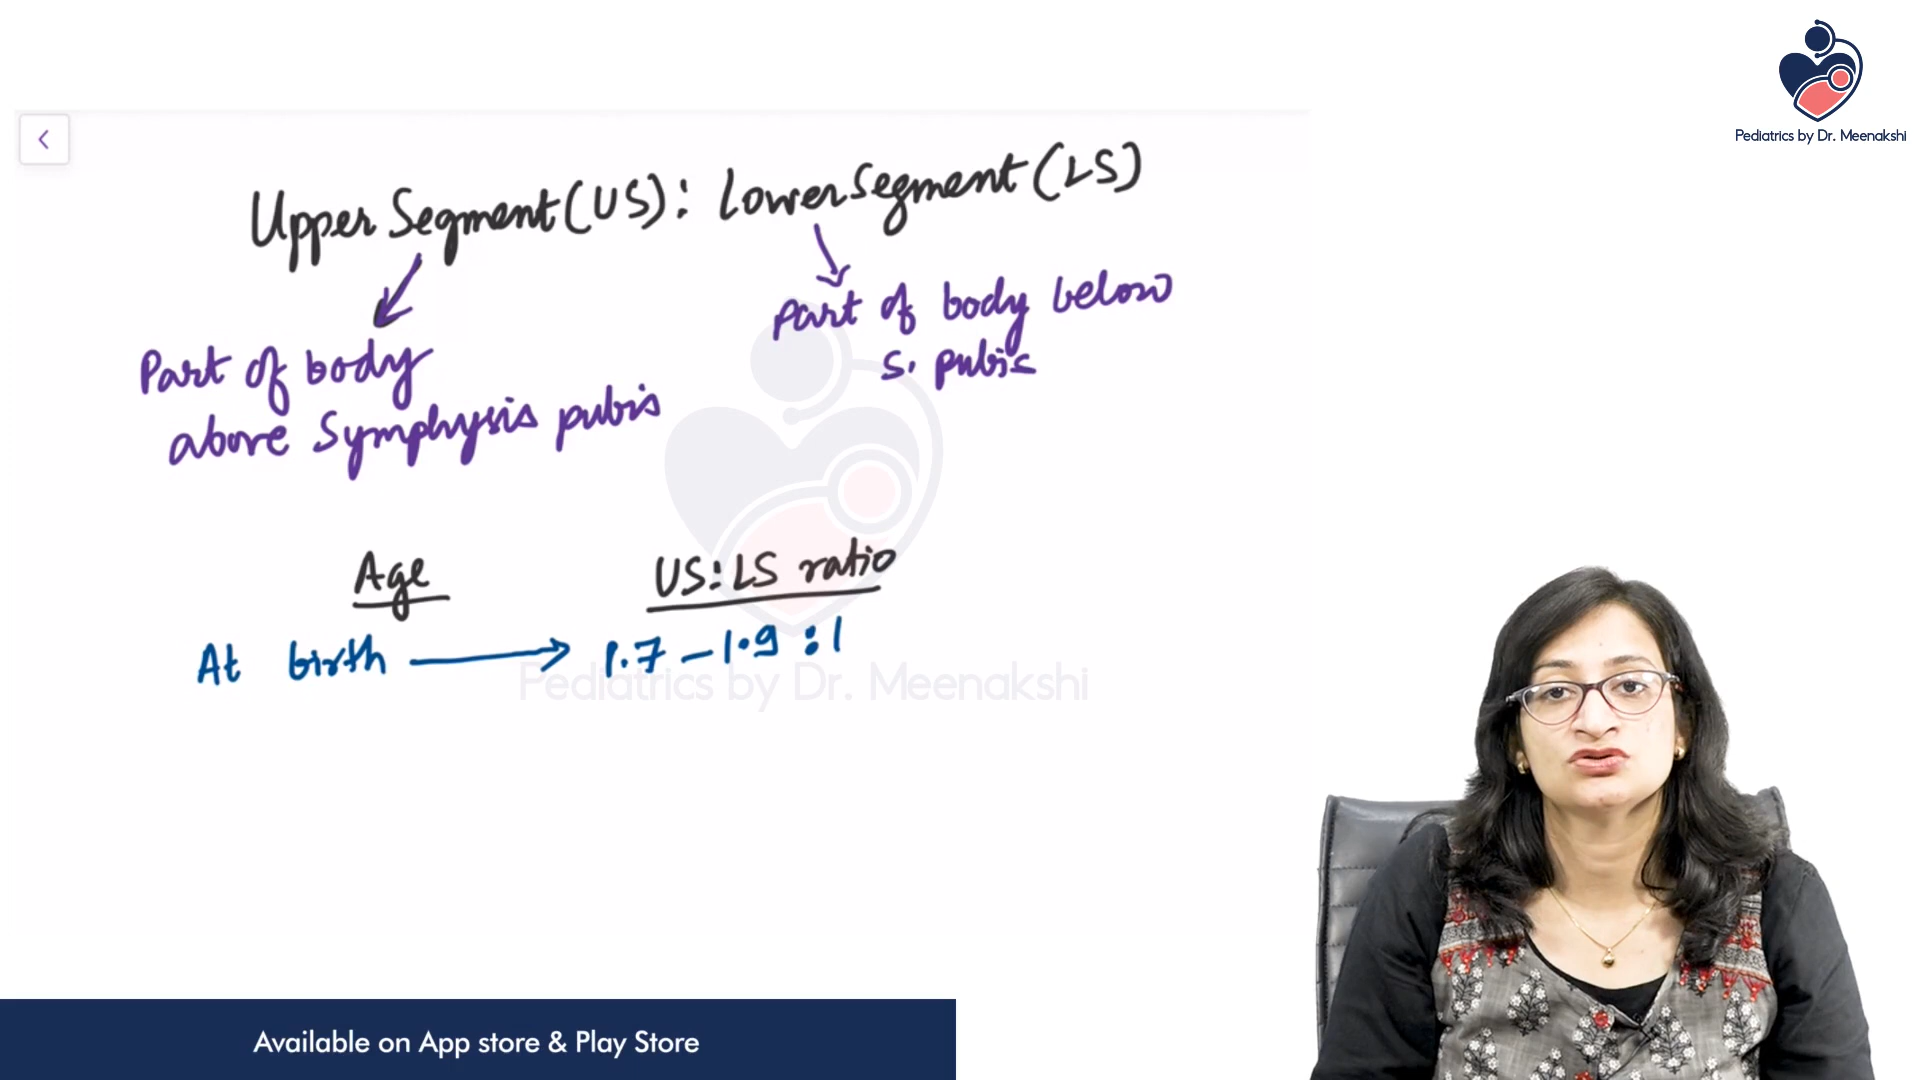 Pediatrics by Dr. Meenakshi
Upper Segment (US) : Lower Segment (LS)
Part of body below
S. pubis
Part of body
above Symphysis pubis
Age US:LS ratio
At birth → 1.7 – 1.9 : 1
Pediatrics by Dr. Meenakshi
Available on App store & Play Store